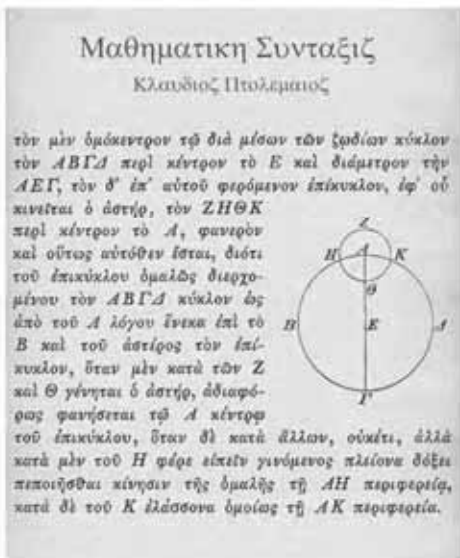 Μαθηματικη Συνταξιζ
Κλαυδιοζ Πτολεμαιοζ
τὸν μὲν ὁμόκεντρον τῷ διὰ μέσων τῶν ζῳδίων κύκλον
τὸν ΑΒΓΔ περὶ κέντρον τὸ Ε καὶ διάμετρον τὴν
ΑΕΓ, τὸν δ' ἐπ' αὐτοῦ φερόμενον ἐπίκυκλον, ἐφ' οὗ
κινεῖται ὁ ἀστήρ, τὸν ΖΗΘΚ
περὶ κέντρον τὸ Α, φανερὸν
καὶ οὕτως αὐτόθεν ἔσται, διότι
τοῦ ἐπικύκλου ὁμαλῶς διερχο-
μένου τὸν ΑΒΓΔ κύκλον ὡς
ἀπὸ τοῦ Α λόγου ἕνεκα ἐπὶ τὸ
Β καὶ τοῦ ἀστέρος τὸν ἐπί-
κυκλον, ὅταν μὲν κατὰ τῶν Ζ
καὶ Θ γένηται ὁ ἀστήρ, ἀδιαφό-
ρως φανήσεται τῷ Α κέντρῳ
τοῦ ἐπικύκλου, ὅταν δὲ κατὰ ἄλλων, οὐκέτι, ἀλλὰ
κατὰ μὲν τοῦ Η φέρε εἰπεῖν γινόμενος πλείονα δόξει
πεποιῆσθαι κίνησιν τῆς ὁμαλῆς τῇ ΑΗ περιφερείᾳ,
κατὰ δὲ τοῦ Κ ἐλάσσονα ὁμοίως τῇ ΑΚ περιφερείᾳ.
Ζ
Η Α Κ
Θ
Β Ε Δ
Γ